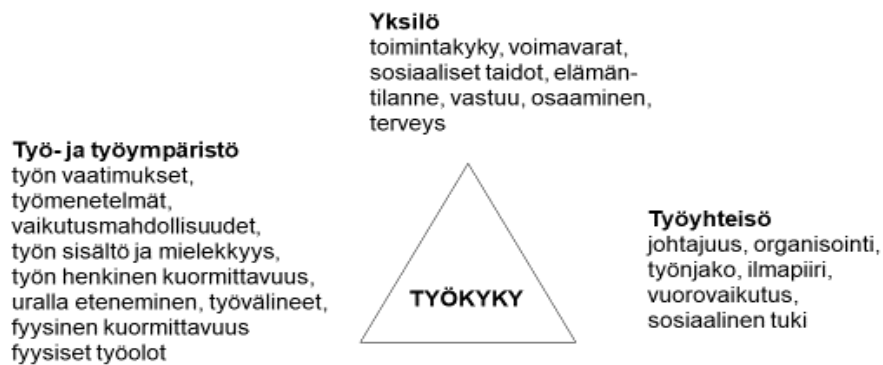 Yksilö
toimintakyky, voimavarat,
sosiaaliset taidot, elämän-
tilanne, vastuu, osaaminen,
terveys
Työ- ja työympäristö
työn vaatimukset,
työmenetelmät,
vaikutusmahdollisuudet,
työn sisältö ja mielekkyys,
työn henkinen kuormittavuus,
uralla eteneminen, työvälineet,
fyysinen kuormittavuus
fyysiset työolot
TYÖKYKY
Työyhteisö
johtajuus, organisointi,
työnjako, ilmapiiri,
vuorovaikutus,
sosiaalinen tuki